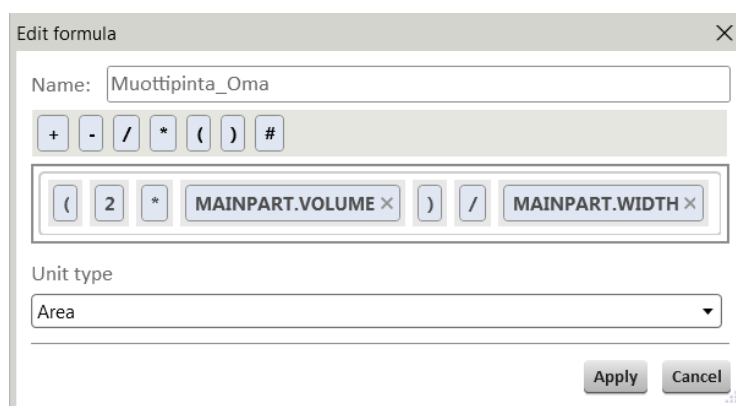 Edit formula
Name: Muottipinta_Oma
+ - / * ( ) #
( 2 * MAINPART.VOLUME × ) / MAINPART.WIDTH ×
Unit type
Area
Apply Cancel